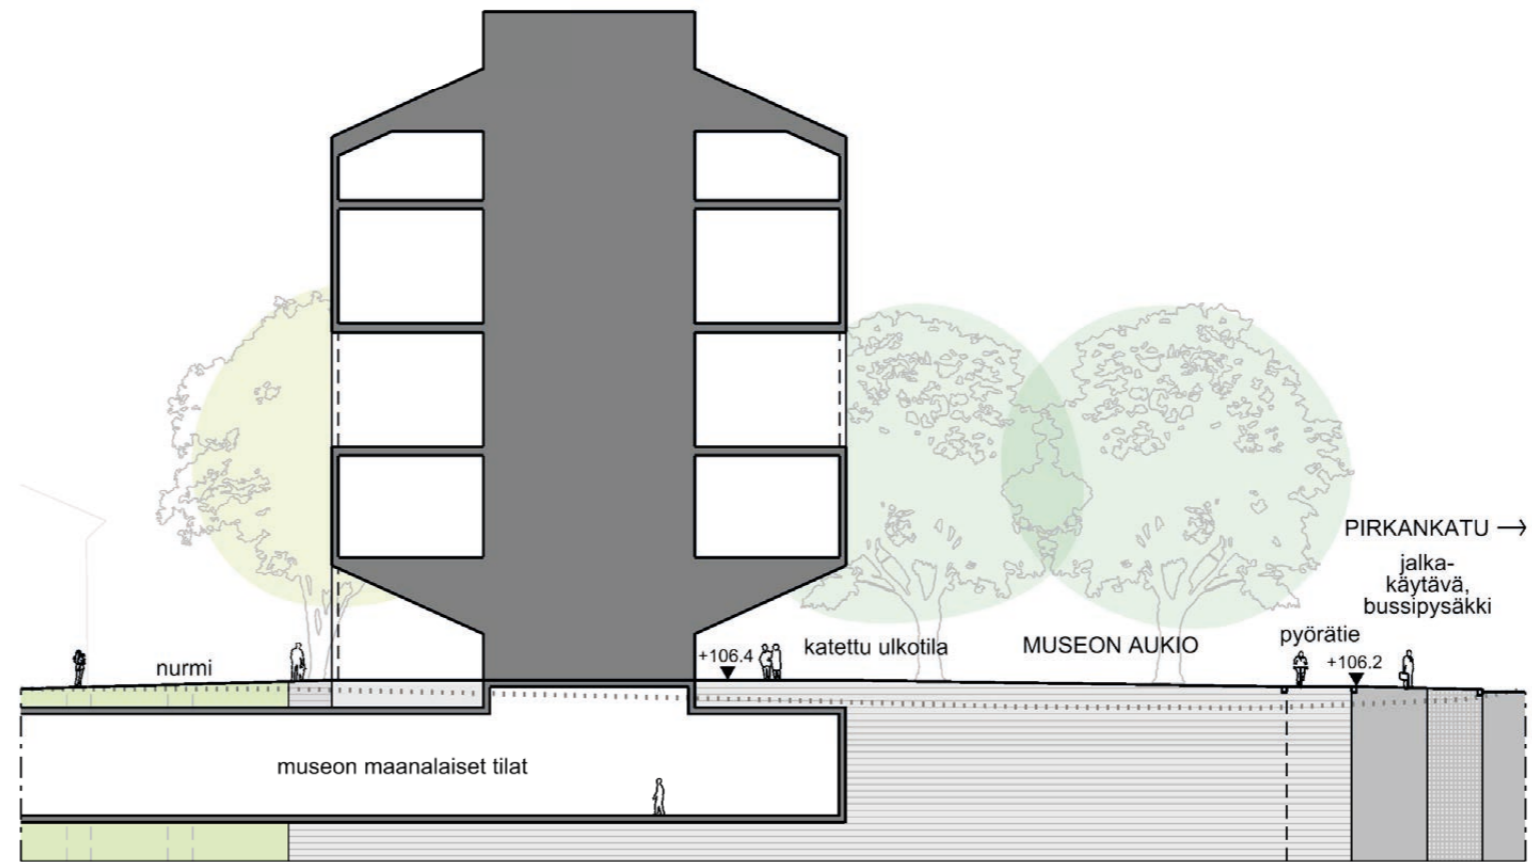 PIRKANKATU →
jalka-
käytävä,
bussipysäkki
pyörätie
+106.2
MUSEON AUKIO
katettu ulkotila
+106.4
nurmi
museon maanalaiset tilat